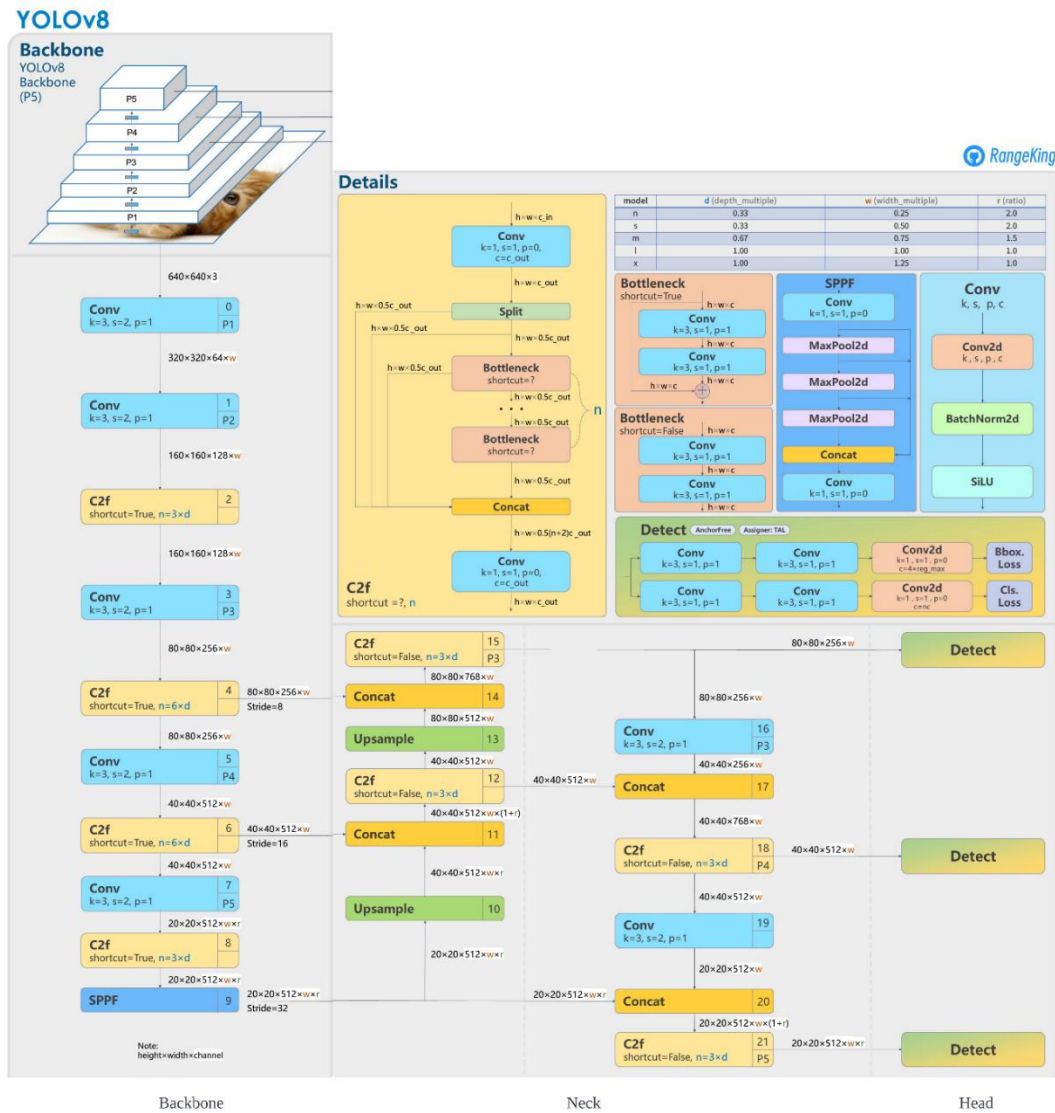 YOLOv8
Backbone
YOLOv8
Backbone
(P5)
P5
P4
P3
P2
P1
RangeKing
640×640×3
Conv
k=3, s=2, p=1
0
P1
320×320×64×w
Conv
k=3, s=2, p=1
1
P2
160×160×128×w
C2f
shortcut=True, n=3×d
2
160×160×128×w
Conv
k=3, s=2, p=1
3
P3
80×80×256×w
C2f
shortcut=True, n=6×d
4
80×80×256×w
Stride=8
80×80×256×w
Conv
k=3, s=2, p=1
5
P4
40×40×512×w
C2f
shortcut=True, n=6×d
6
40×40×512×w
Stride=16
40×40×512×w
Conv
k=3, s=2, p=1
7
P5
20×20×512×w×r
C2f
shortcut=True, n=3×d
8
20×20×512×w×r
SPPF
9
20×20×512×w×r
Stride=32
Note:
height×width×channel
Details
h×w×c_in
Conv
k=1, s=1, p=0,
c=c_out
h×w×c_out
h×w×0.5c_out
Split
h×w×0.5c_out
h×w×0.5c_out
h×w×0.5c_out
Bottleneck
shortcut=?
h×w×0.5c_out
• • •
n
h×w×0.5c_out
Bottleneck
shortcut=?
h×w×0.5c_out
Concat
h×w×0.5(n+2)c_out
Conv
k=1, s=1, p=0,
c=c_out
h×w×c_out
C2f
shortcut =?, n
model d (depth_multiple) w (width_multiple) r (ratio)
n 0.33 0.25 2.0
s 0.33 0.50 2.0
m 0.67 0.75 1.5
l 1.00 1.00 1.0
x 1.00 1.25 1.0
Bottleneck
shortcut=True
h×w×c
Conv
k=3, s=1, p=1
h×w×c
Conv
k=3, s=1, p=1
h×w×c
h×w×c
+
Bottleneck
shortcut=False
h×w×c
Conv
k=3, s=1, p=1
h×w×c
Conv
k=3, s=1, p=1
h×w×c
SPPF
Conv
k=1, s=1, p=0
MaxPool2d
MaxPool2d
MaxPool2d
Concat
Conv
k=1, s=1, p=0
Conv
k, s, p, c
Conv2d
k, s, p, c
BatchNorm2d
SiLU
Detect
AnchorFree
Assigner: TAL
Conv
k=3, s=1, p=1
Conv
k=3, s=1, p=1
Conv2d
k=1 , s=1 , p=0
c=4×reg_max
Bbox.
Loss
Conv
k=3, s=1, p=1
Conv
k=3, s=1, p=1
Conv2d
k=1 , s=1 , p=0
c=nc
Cls.
Loss
C2f
shortcut=False, n=3×d
15
P3
80×80×768×w
Concat
14
80×80×512×w
Upsample
13
40×40×512×w
C2f
shortcut=False, n=3×d
12
40×40×512×w
40×40×512×w×(1+r)
Concat
11
40×40×512×w×r
Upsample
10
20×20×512×w×r
80×80×256×w
Detect
80×80×256×w
Conv
k=3, s=2, p=1
16
P3
40×40×256×w
Concat
17
40×40×768×w
C2f
shortcut=False, n=3×d
18
P4
40×40×512×w
Detect
40×40×512×w
Conv
k=3, s=2, p=1
19
20×20×512×w
20×20×512×w×r
Concat
20
20×20×512×w×(1+r)
C2f
shortcut=False, n=3×d
21
P5
20×20×512×w×r
Detect
Backbone
Neck
Head